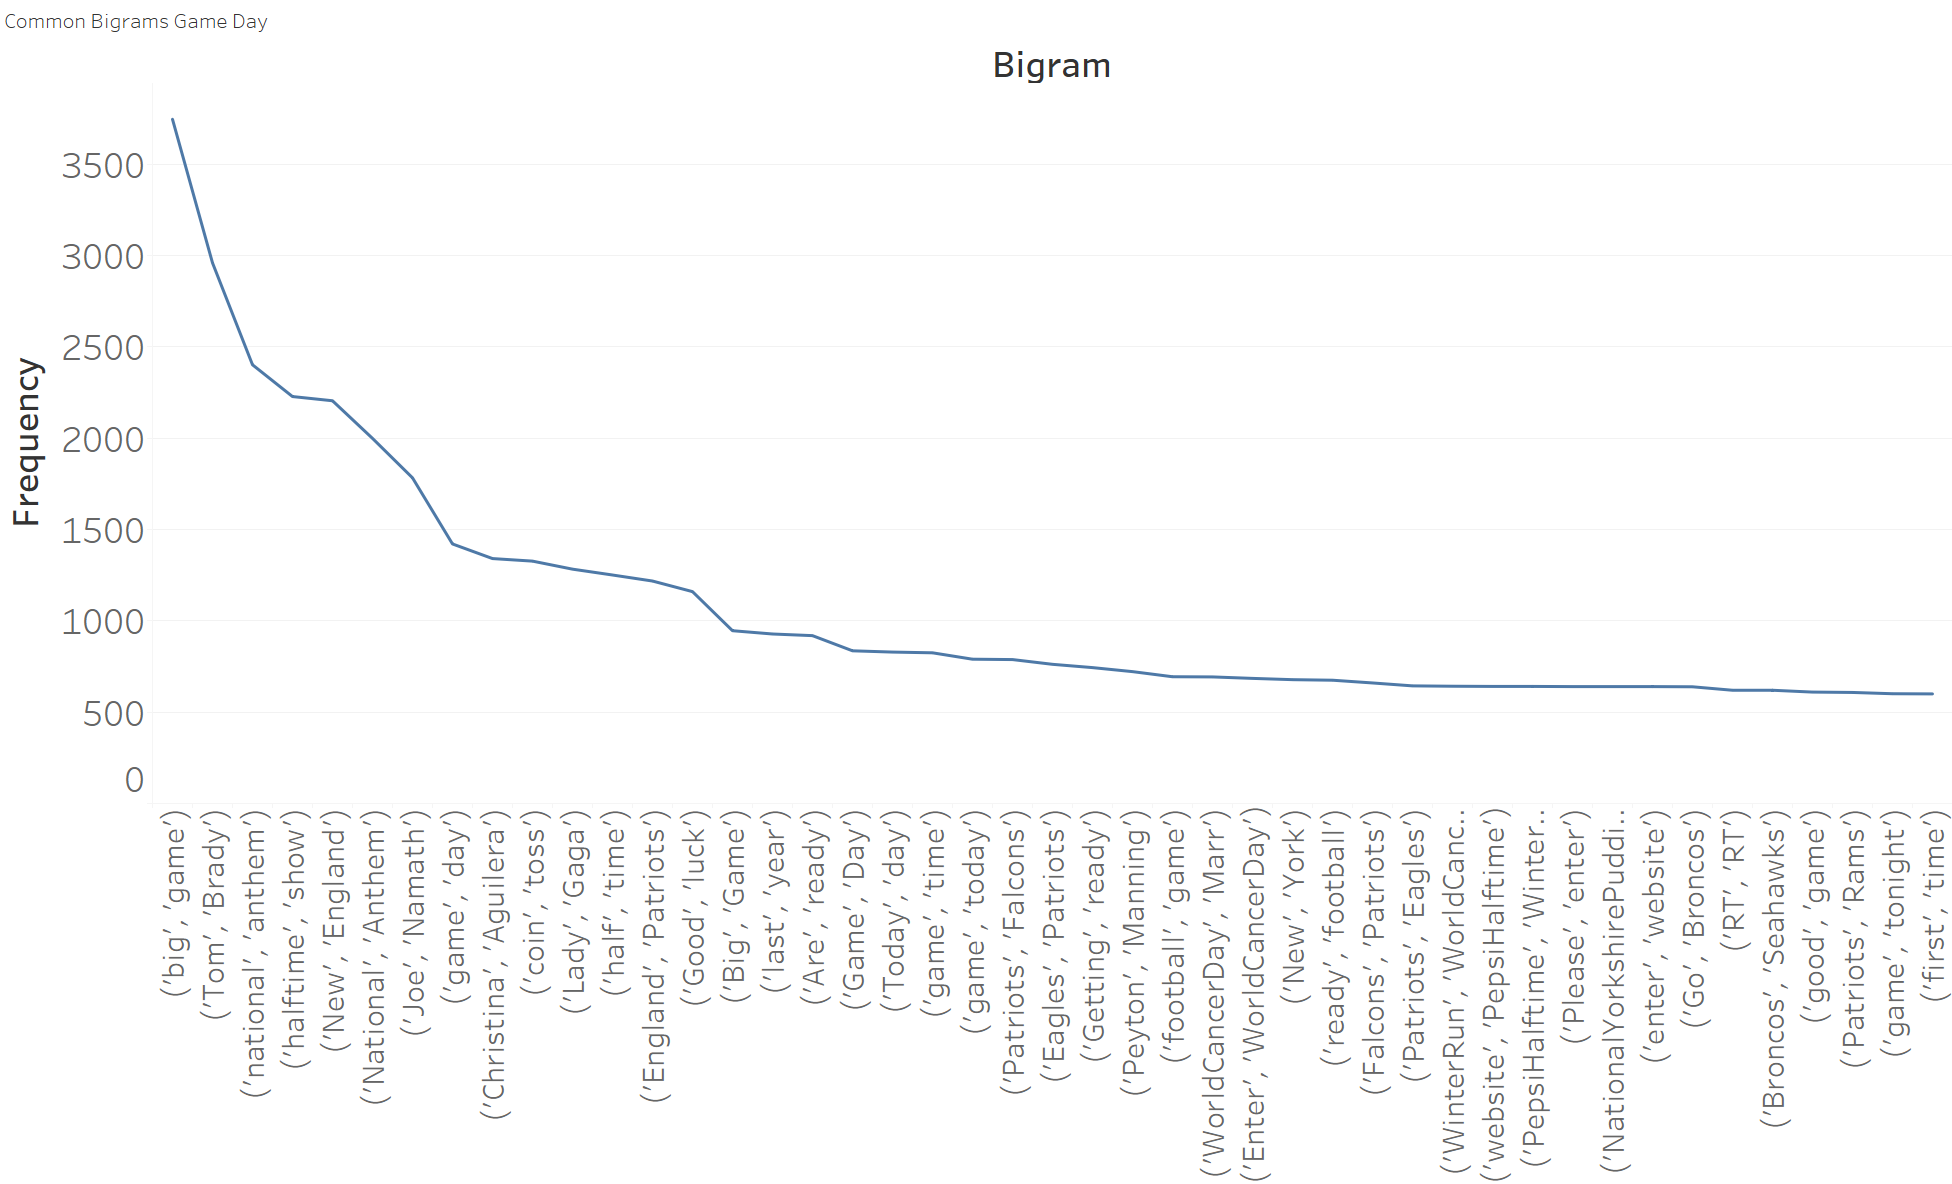 Common Bigrams Game Day
Bigram
Frequency
3500
3000
2500
2000
1500
1000
500
0
('big', 'game')
('Tom', 'Brady')
('national', 'anthem')
('halftime', 'show')
('New', 'England')
('National', 'Anthem')
('Joe', 'Namath')
('game', 'day')
('Christina', 'Aguilera')
('coin', 'toss')
('Lady', 'Gaga')
('half', 'time')
('England', 'Patriots')
('Good', 'luck')
('Big', 'Game')
('last', 'year')
('Are', 'ready')
('Game', 'Day')
('Today', 'day')
('game', 'time')
('game', 'today')
('Patriots', 'Falcons')
('Eagles', 'Patriots')
('Getting', 'ready')
('Peyton', 'Manning')
('football', 'game')
('WorldCancerDay', 'Marr')
('Enter', 'WorldCancerDay')
('New', 'York')
('ready', 'football')
('Falcons', 'Patriots')
('Patriots', 'Eagles')
('WinterRun', 'WorldCanc..
('website', 'PepsiHalftime')
('PepsiHalftime', 'Winter..
('Please', 'enter')
('NationalYorkshirePuddi..
('enter', 'website')
('Go', 'Broncos')
('RT', 'RT')
('Broncos', 'Seahawks')
('good', 'game')
('Patriots', 'Rams')
('game', 'tonight')
('first', 'time')